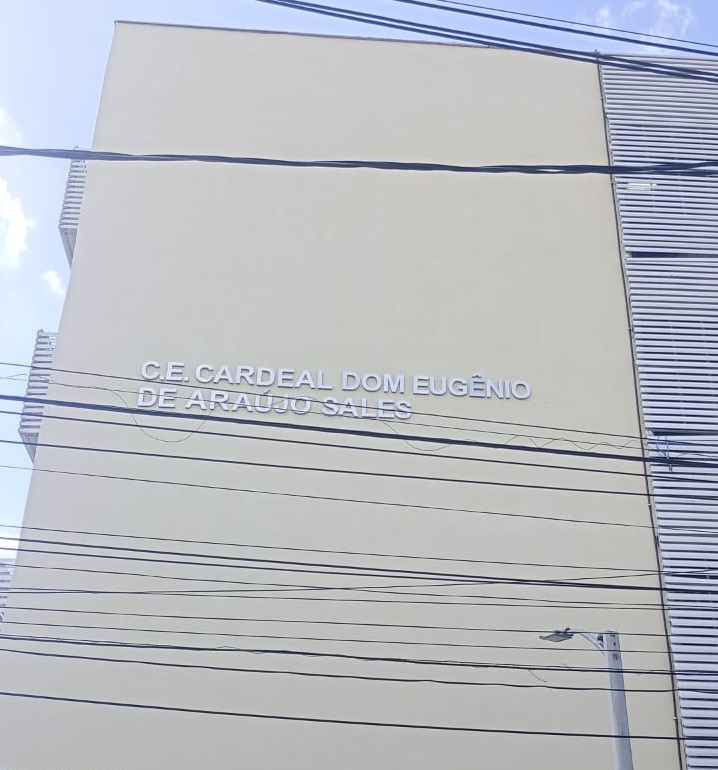 C.E. CARDEAL DOM EUGÊNIO
DE ARAÚJO SALES